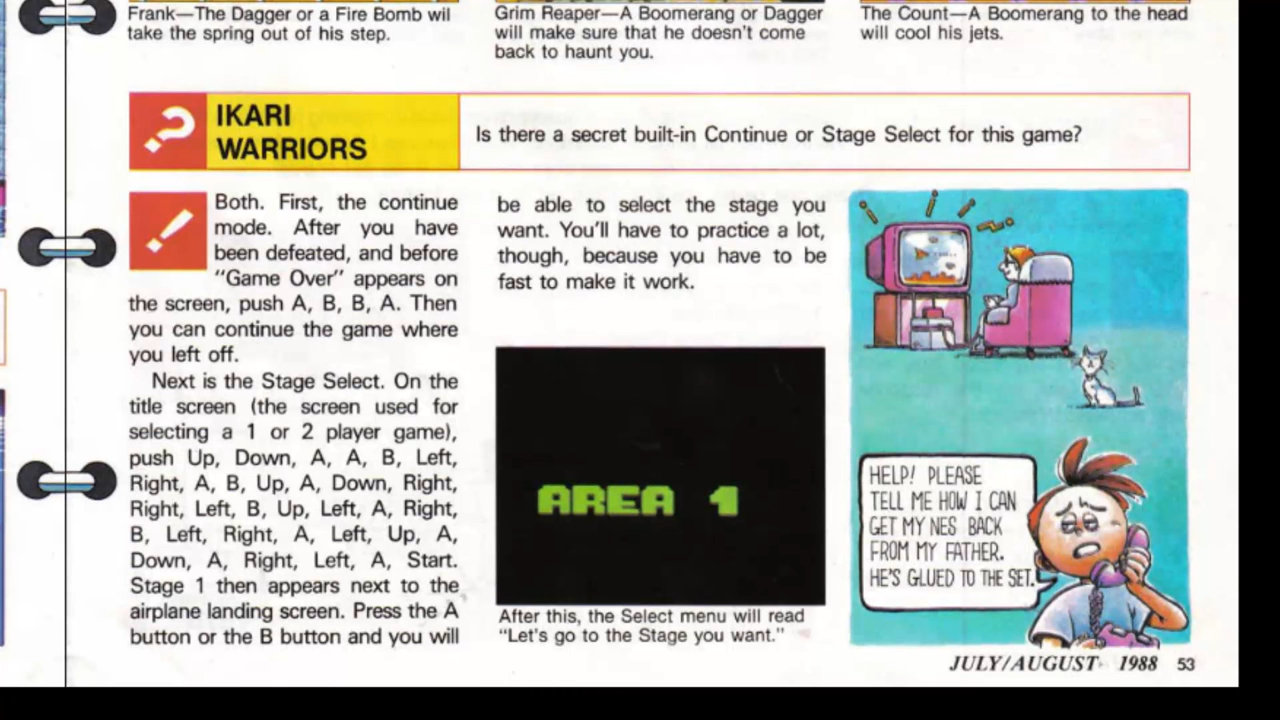 Frank—The Dagger or a Fire Bomb wil
take the spring out of his step.
Grim Reaper—A Boomerang or Dagger
will make sure that he doesn't come
back to haunt you.
The Count—A Boomerang to the head
will cool his jets.
?
IKARI
WARRIORS
Is there a secret built-in Continue or Stage Select for this game?
!
Both. First, the continue
mode. After you have
been defeated, and before
"Game Over" appears on
the screen, push A, B, B, A. Then
you can continue the game where
you left off.
Next is the Stage Select. On the
title screen (the screen used for
selecting a 1 or 2 player game),
push Up, Down, A, A, B, Left,
Right, A, B, Up, A, Down, Right,
Right, Left, B, Up, Left, A, Right,
B, Left, Right, A, Left, Up, A,
Down, A, Right, Left, A, Start.
Stage 1 then appears next to the
airplane landing screen. Press the A
button or the B button and you will
be able to select the stage you
want. You'll have to practice a lot,
though, because you have to be
fast to make it work.
AREA 1
After this, the Select menu will read
"Let's go to the Stage you want."
HELP! PLEASE
TELL ME HOW I CAN
GET MY NES BACK
FROM MY FATHER.
HE'S GLUED TO THE SET.
JULY/AUGUST 1988 53